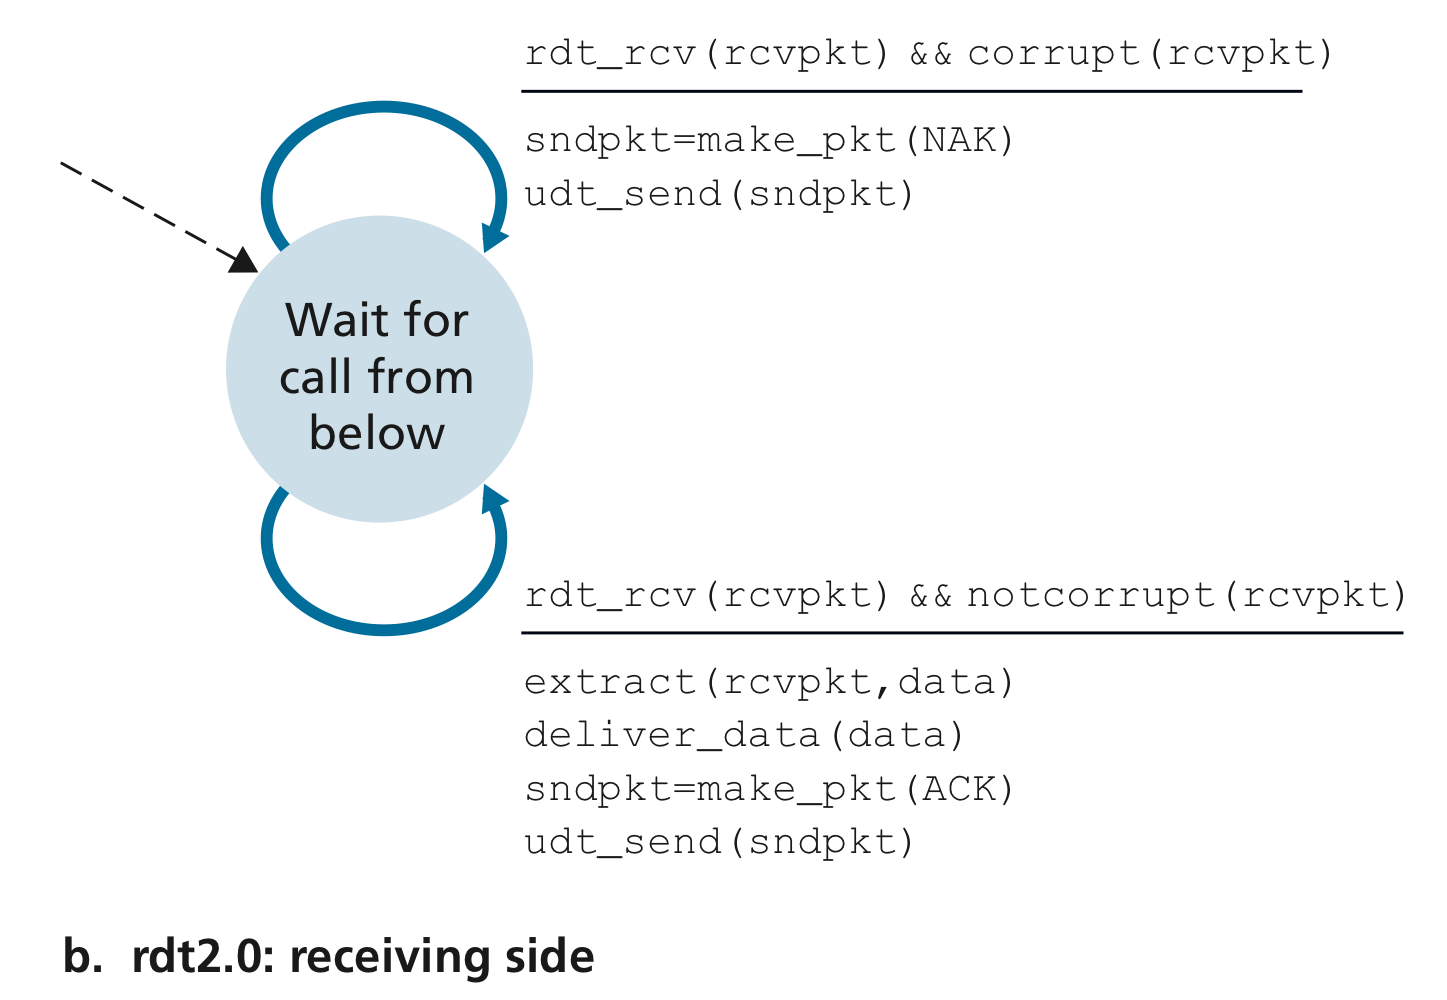 rdt_rcv(rcvpkt) && corrupt(rcvpkt)
sndpkt=make_pkt(NAK)
udt_send(sndpkt)
Wait for
call from
below
rdt_rcv(rcvpkt) && notcorrupt(rcvpkt)
extract(rcvpkt,data)
deliver_data(data)
sndpkt=make_pkt(ACK)
udt_send(sndpkt)
b. rdt2.0: receiving side